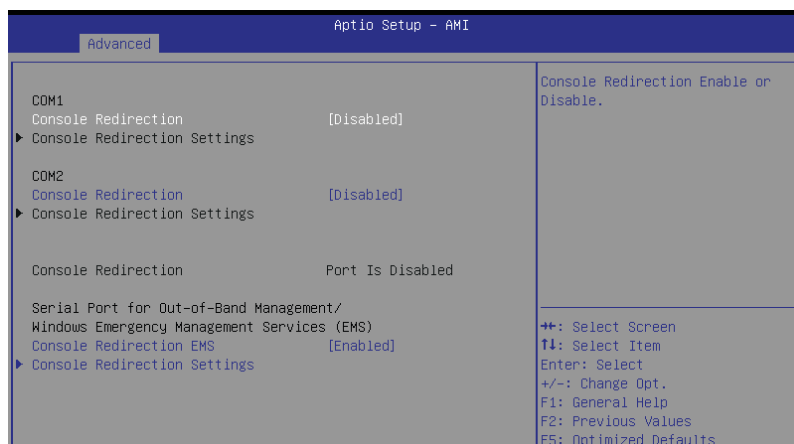 Aptio Setup – AMI
Advanced
COM1
Console Redirection [Disabled]
Console Redirection Settings
COM2
Console Redirection [Disabled]
Console Redirection Settings
Console Redirection Port Is Disabled
Serial Port for Out-of-Band Management/
Windows Emergency Management Services (EMS)
Console Redirection EMS [Enabled]
Console Redirection Settings
Console Redirection Enable or
Disable.
→←: Select Screen
↑↓: Select Item
Enter: Select
+/-: Change Opt.
F1: General Help
F2: Previous Values
F5: Optimized Defaults